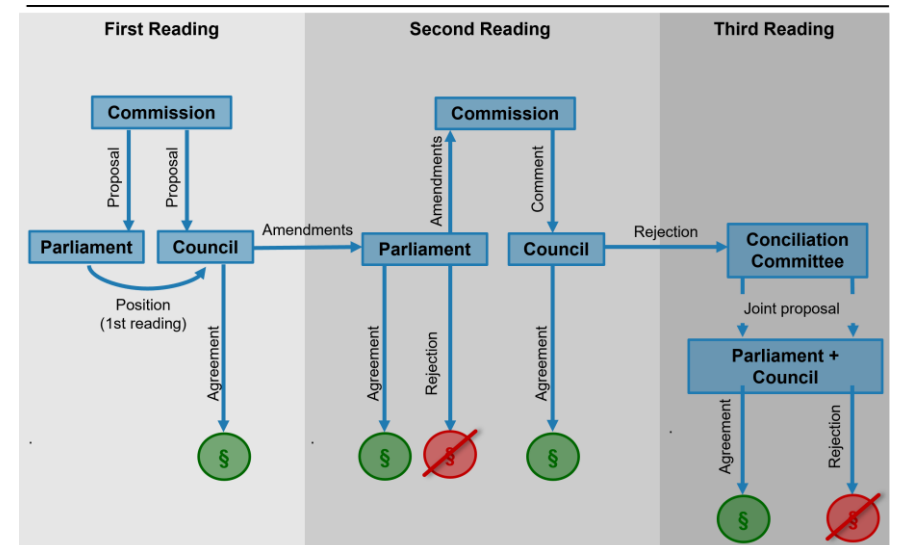 First Reading
Second Reading
Third Reading
Commission
Proposal
Proposal
Parliament
Council
Position
(1st reading)
Agreement
§
Amendments
Commission
Amendments
Comment
Parliament
Council
Agreement
Rejection
Agreement
§
§
§
Rejection
Conciliation
Committee
Joint proposal
Parliament +
Council
Agreement
Rejection
§
§